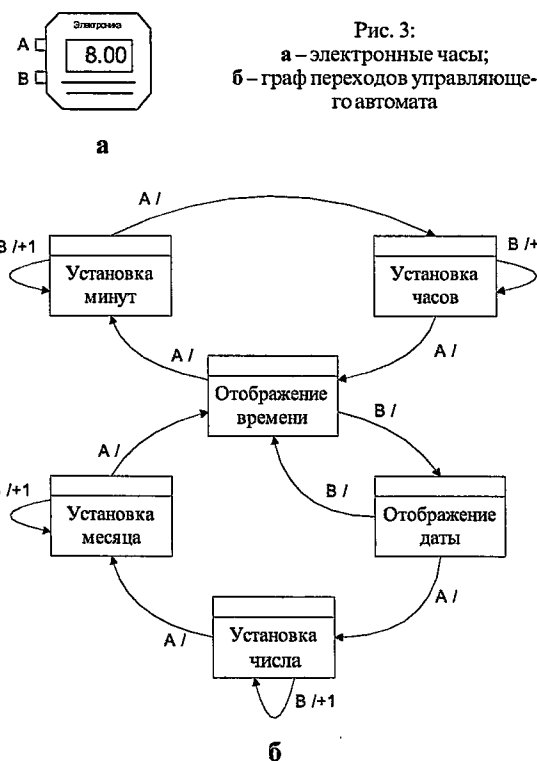 Электроника
A
8.00
B
а
Рис. 3:
а – электронные часы;
б – граф переходов управляюще-
го автомата
A /
B /+1
Установка
минут
B /+
Установка
часов
A /
A /
Отображение
времени
B /
A /
B /
/+1
Установка
месяца
Отображение
даты
A /
A /
Установка
числа
B /+1
б